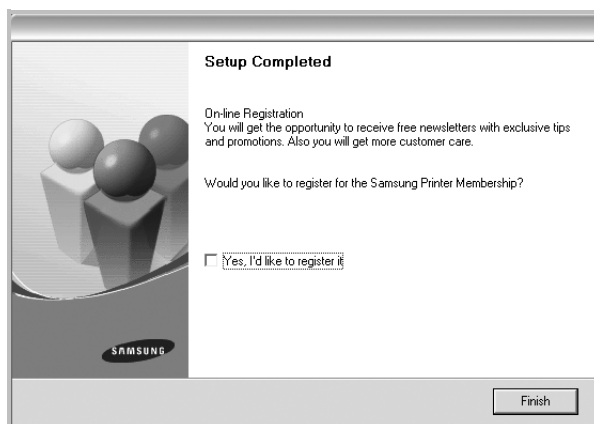 Setup Completed
On-line Registration
You will get the opportunity to receive free newsletters with exclusive tips
and promotions. Also you will get more customer care.
Would you like to register for the Samsung Printer Membership?
Yes, I'd like to register it
SAMSUNG
Finish